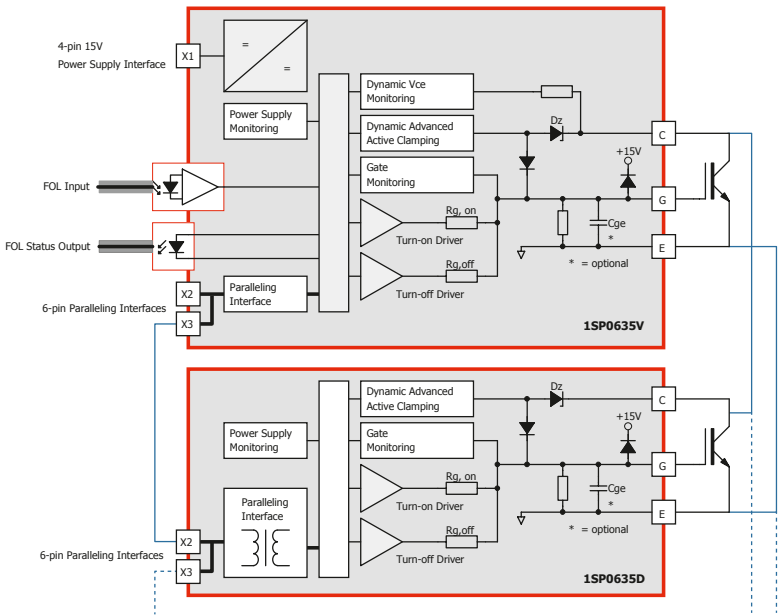 4-pin 15V
Power Supply Interface
X1
=
=
Dynamic Vce
Monitoring
Power Supply
Monitoring
Dynamic Advanced
Active Clamping
Dz
C
+15V
Gate
Monitoring
FOL Input
G
Rg, on
Cge
*
Turn-on Driver
FOL Status Output
E
Rg,off
* = optional
X2
Paralleling
Interface
Turn-off Driver
6-pin Paralleling Interfaces
X3
1SP0635V
Dynamic Advanced
Active Clamping
Dz
C
+15V
Power Supply
Monitoring
Gate
Monitoring
G
Rg, on
Cge
*
Paralleling
Interface
Turn-on Driver
E
Rg,off
* = optional
X2
6-pin Paralleling Interfaces
Turn-off Driver
X3
1SP0635D